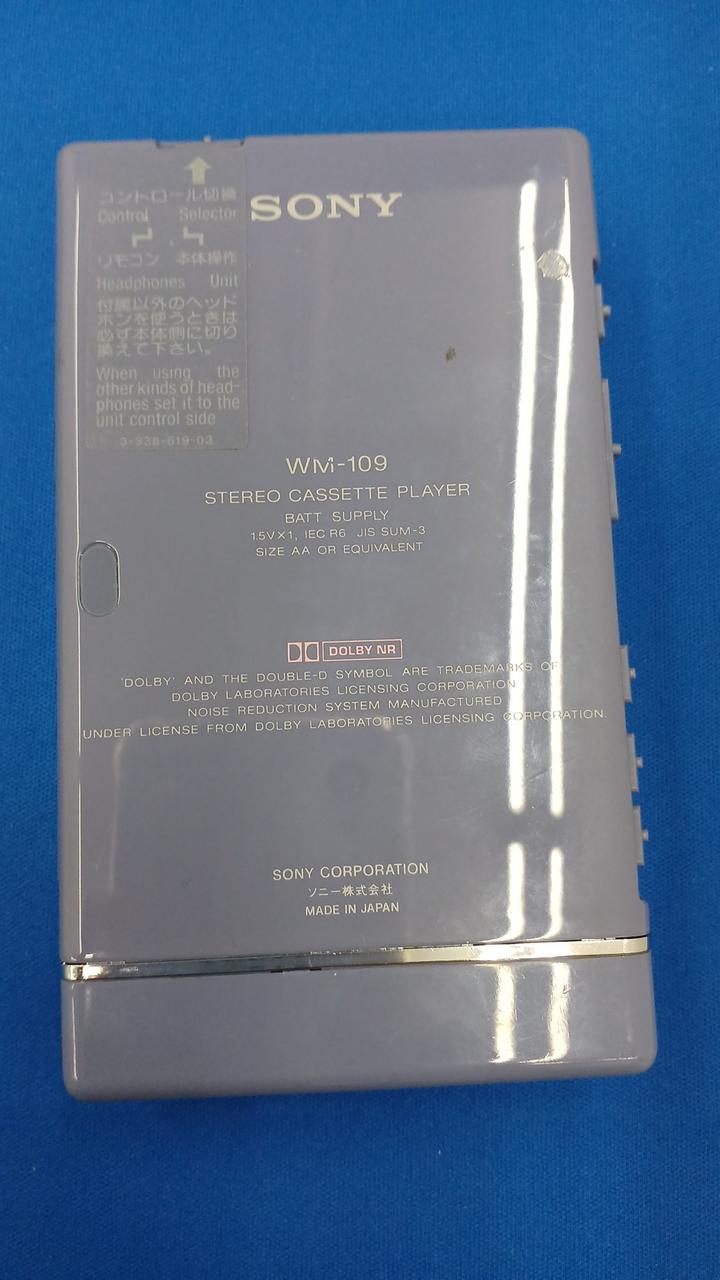 コントロール切換
Control Selector
リモコン 本体操作
Headphones Unit
付属以外のヘッド
ホンを使うときは
必ず本体側に切り
換えて下さい。
When using the
other kinds of head-
phones set it to the
unit control side
3-338-619-03
SONY
WM-109
STEREO CASSETTE PLAYER
BATT SUPPLY
1.5V×1, IEC R6 JIS SUM-3
SIZE AA OR EQUIVALENT
DOLBY NR
'DOLBY' AND THE DOUBLE-D SYMBOL ARE TRADEMARKS OF
DOLBY LABORATORIES LICENSING CORPORATION
NOISE REDUCTION SYSTEM MANUFACTURED
UNDER LICENSE FROM DOLBY LABORATORIES LICENSING CORPORATION.
SONY CORPORATION
ソニー株式会社
MADE IN JAPAN